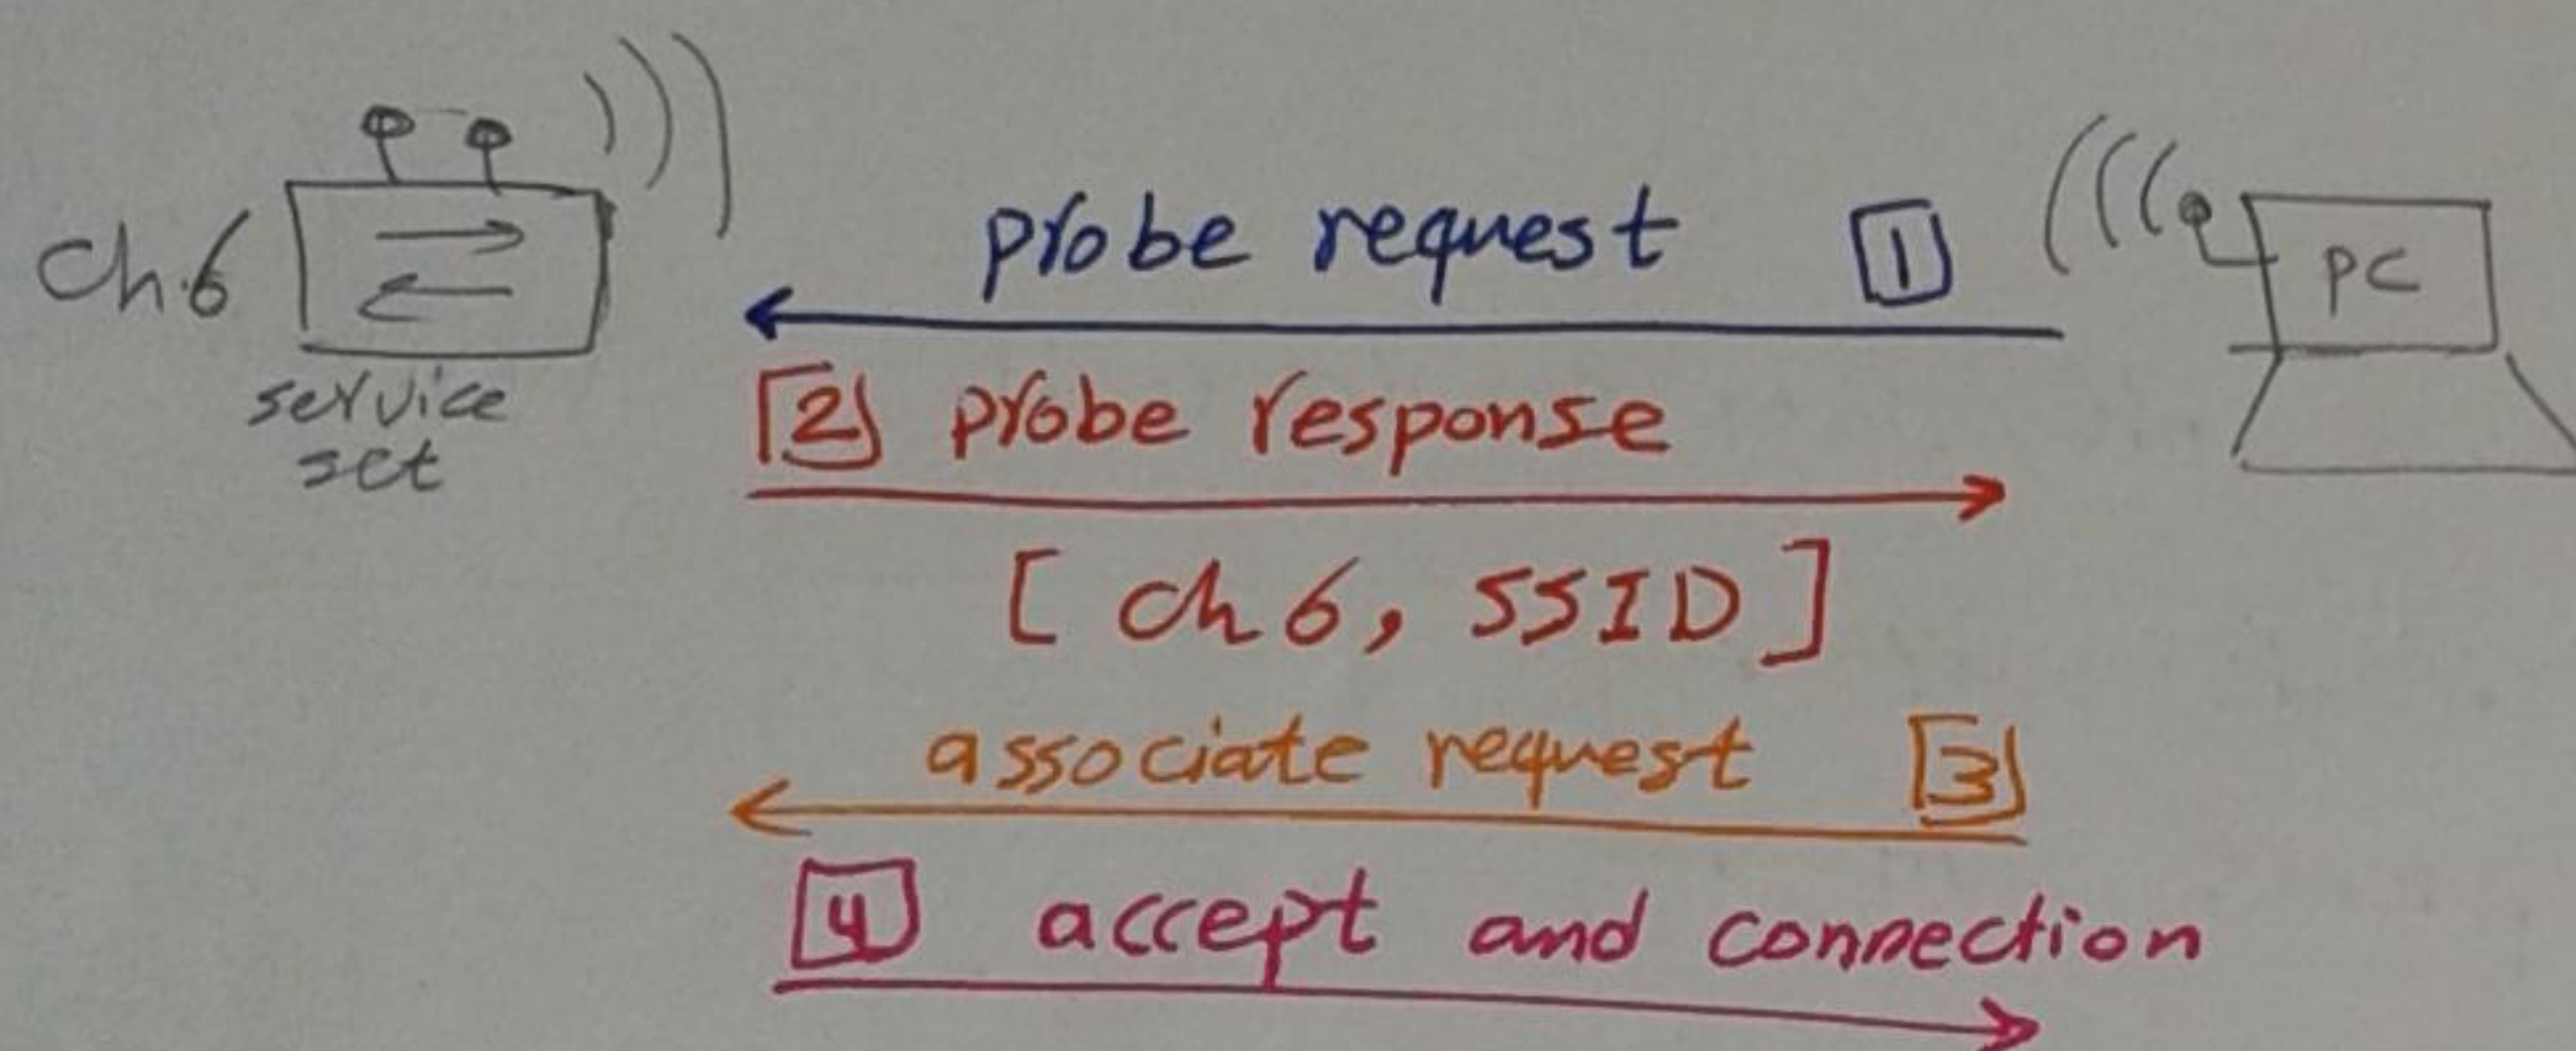 Ch.6
service
set
PC
probe request 1
2 probe response
[ Ch 6, SSID ]
associate request 3
4 accept and connection